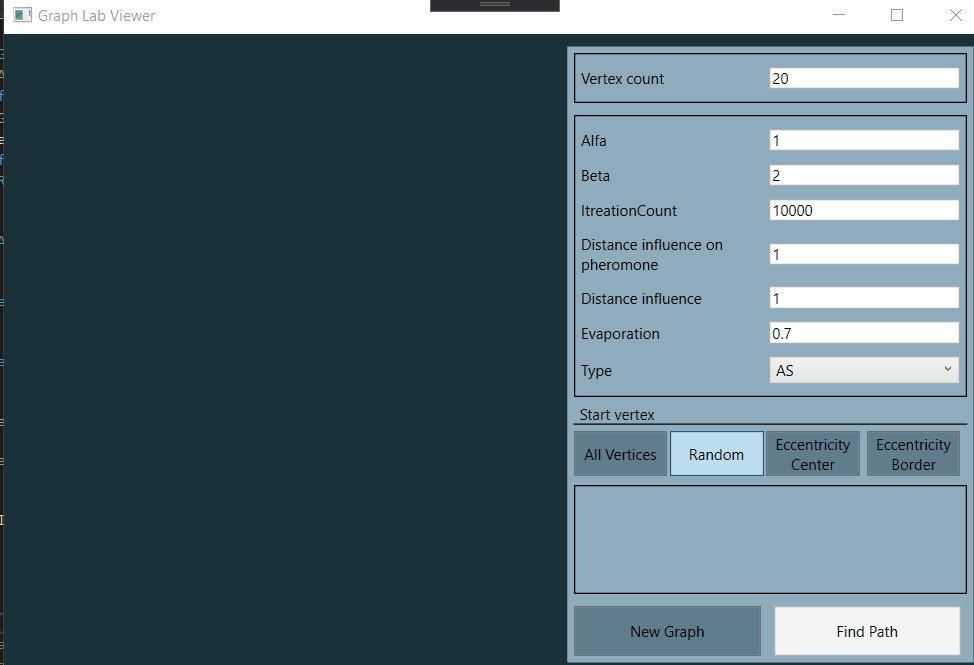 Graph Lab Viewer
Vertex count 20
Alfa 1
Beta 2
ItreationCount 10000
Distance influence on
pheromone 1
Distance influence 1
Evaporation 0.7
Type AS
Start vertex
All Vertices Random Eccentricity Center Eccentricity Border
New Graph Find Path